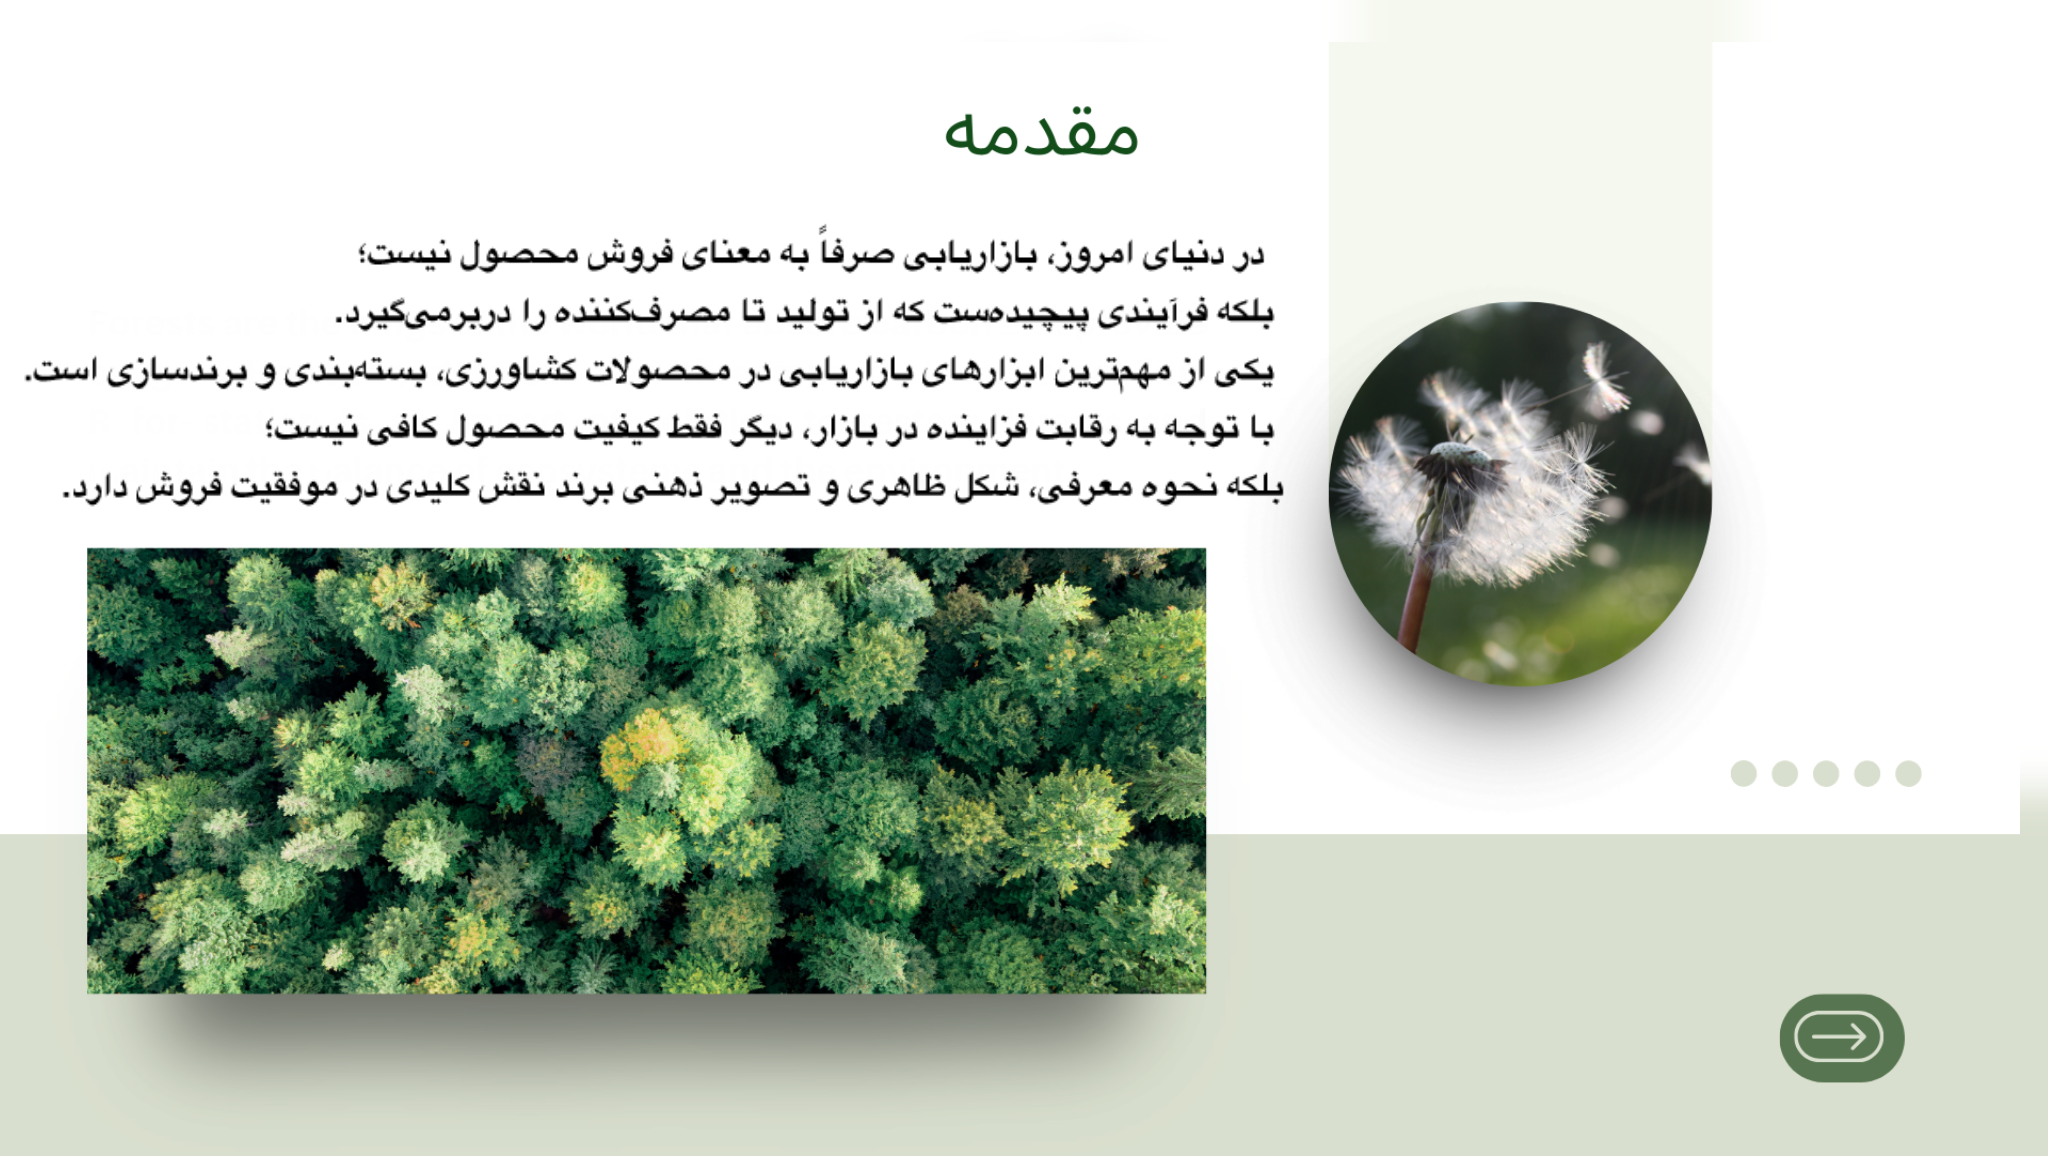 مقدمه
در دنیای امروز، بازاریابی صرفاً به معنای فروش محصول نیست؛
بلکه فرآیندی پیچیده‌ست که از تولید تا مصرف‌کننده را دربرمی‌گیرد.
یکی از مهم‌ترین ابزارهای بازاریابی در محصولات کشاورزی، بسته‌بندی و برندسازی است.
با توجه به رقابت فزاینده در بازار، دیگر فقط کیفیت محصول کافی نیست؛
بلکه نحوه معرفی، شکل ظاهری و تصویر ذهنی برند نقش کلیدی در موفقیت فروش دارد.